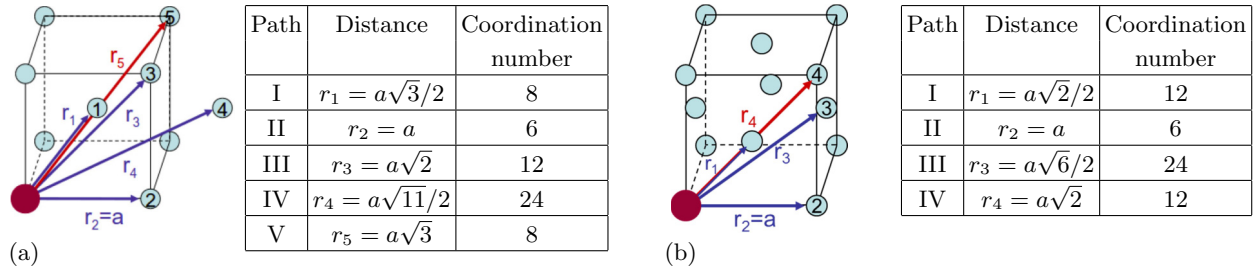 5
r₅
3
1
r₁
r₃
4
r₄
2
r₂=a
(a)
Path Distance Coordination number
I r₁ = a√3/2 8
II r₂ = a 6
III r₃ = a√2 12
IV r₄ = a√11/2 24
V r₅ = a√3 8
4
3
r₄
r₁
r₃
2
r₂=a
(b)
Path Distance Coordination number
I r₁ = a√2/2 12
II r₂ = a 6
III r₃ = a√6/2 24
IV r₄ = a√2 12